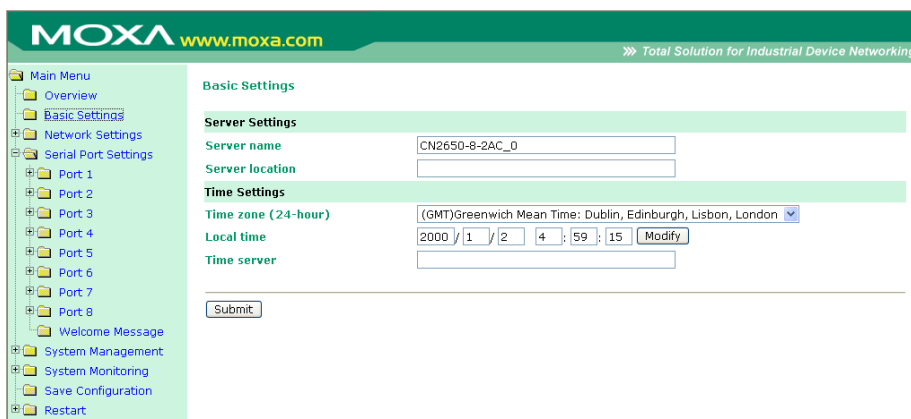 MOXA www.moxa.com
Total Solution for Industrial Device Networking
Main Menu
Overview
Basic Settings
Network Settings
Serial Port Settings
Port 1
Port 2
Port 3
Port 4
Port 5
Port 6
Port 7
Port 8
Welcome Message
System Management
System Monitoring
Save Configuration
Restart
Basic Settings
Server Settings
Server name CN2650-8-2AC_0
Server location
Time Settings
Time zone (24-hour) (GMT)Greenwich Mean Time: Dublin, Edinburgh, Lisbon, London
Local time 2000 / 1 / 2 4 : 59 : 15 Modify
Time server
Submit